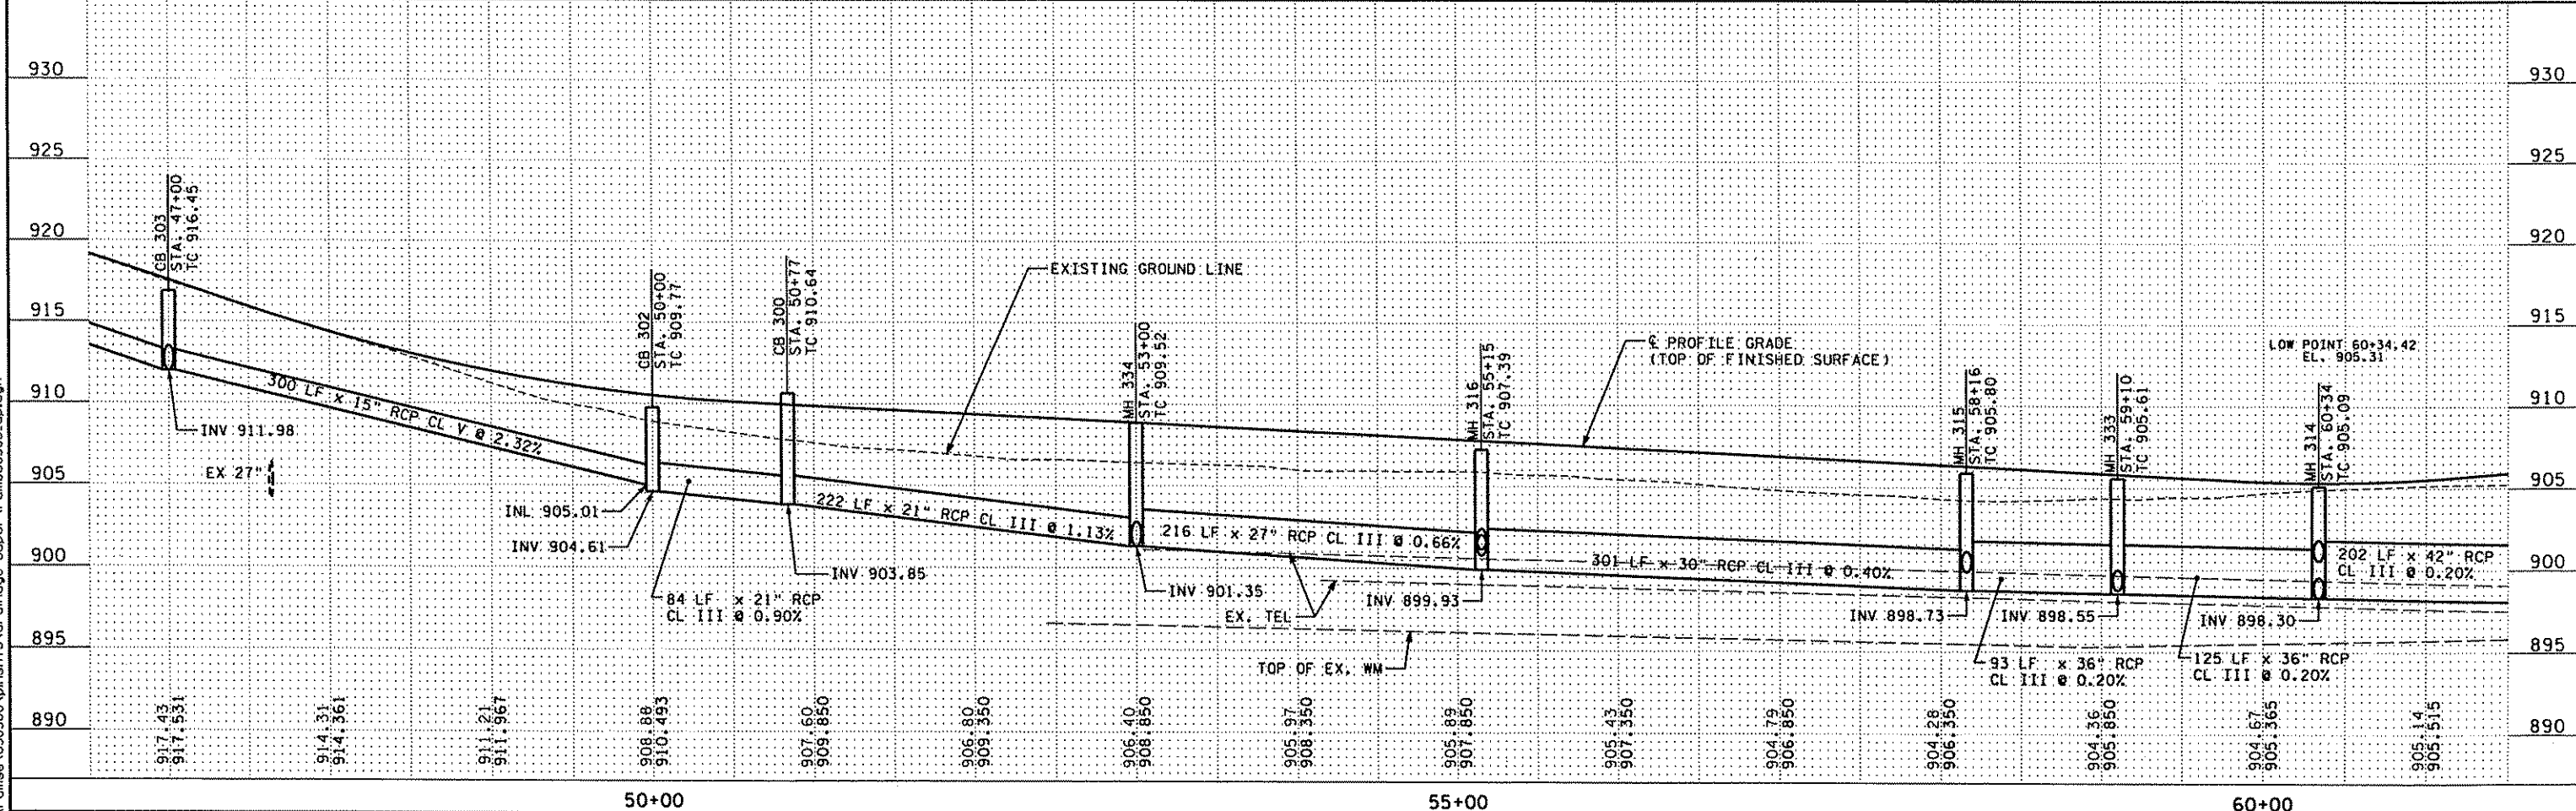 930
925
920
915
910
905
900
895
890
930
925
920
915
910
905
900
895
890
CB 303
STA. 47+00
TC 916.45
INV 911.98
300 LF x 15" RCP CL V @ 2.32%
EX 27"
CB 302
STA. 50+00
TC 909.77
INL 905.01
INV 904.61
84 LF. x 21" RCP
CL III @ 0.90%
CB 300
STA. 50+77
TC 910.64
INV 903.85
222 LF x 21" RCP CL III @ 1.13%
EXISTING GROUND LINE
MH 334
STA. 53+00
TC 909.52
INV 901.35
216 LF x 27" RCP CL III @ 0.66%
EX. TEL
TOP OF EX. WM
MH 316
STA. 55+15
TC 907.39
INV 899.93
301 LF x 30" RCP CL III @ 0.40%
℄ PROFILE GRADE
(TOP OF FINISHED SURFACE)
MH 315
STA. 58+16
TC 905.80
INV 898.73
93 LF. x 36" RCP
CL III @ 0.20%
MH 333
STA. 59+10
TC 905.61
INV 898.55
125 LF x 36" RCP
CL III @ 0.20%
LOW POINT 60+34.42
EL. 905.31
MH 314
STA. 60+34
TC 905.09
INV 898.30
202 LF x 42" RCP
CL III @ 0.20%
917.43
917.531
914.31
914.361
911.21
911.967
908.88
910.493
907.60
909.850
906.80
909.350
906.40
908.850
905.97
908.350
905.89
907.850
905.43
907.350
904.79
906.850
904.28
906.350
904.36
905.850
904.67
905.365
905.14
905.515
50+00
55+00
60+00